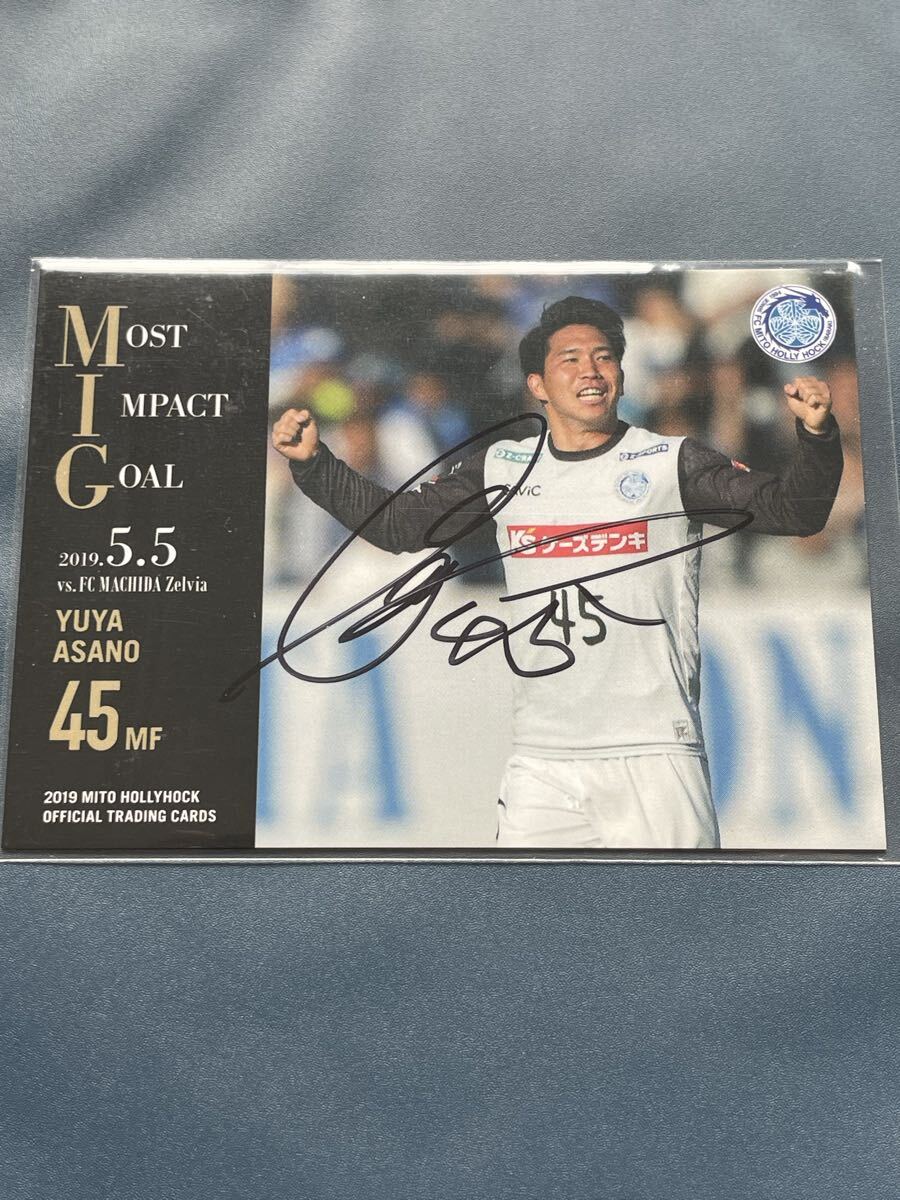 MOST
IMPACT
GOAL
2019.5.5
vs. FC MACHIDA Zelvia
YUYA
ASANO
45 MF
2019 MITO HOLLYHOCK
OFFICIAL TRADING CARDS
FC MITO HOLLY HOCK
Z-SPORTS
K's ケーズデンキ
45